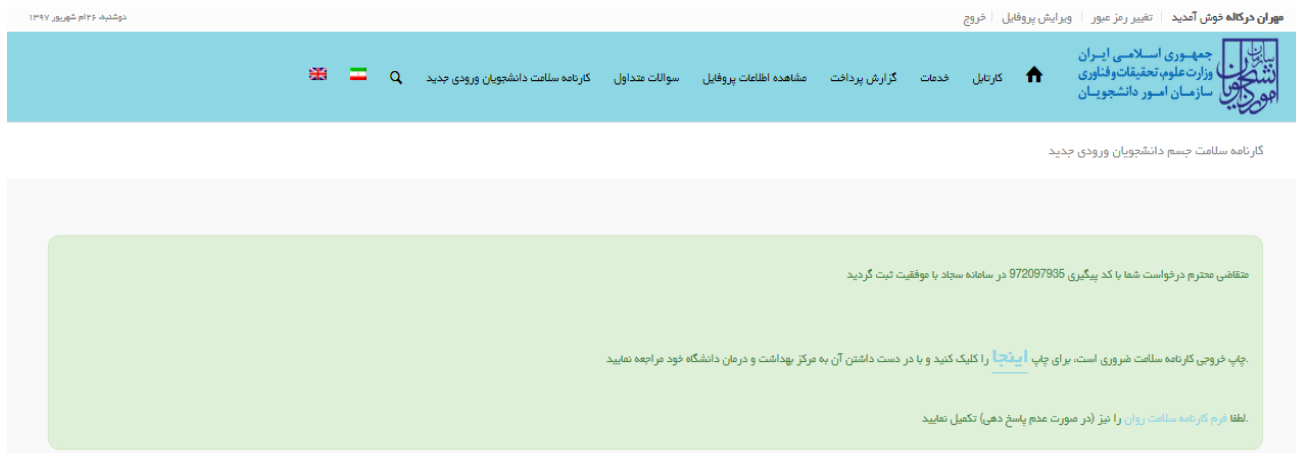 مهران درکاله خوش آمدید | تغییر رمز عبور | ویرایش پروفایل | خروج
دوشنبه، ۲۶ام شهریور ۱۳۹۷
سازمان امور دانشجویان
جمهوری اسلامی ایران
وزارت علوم، تحقیقات و فناوری
سازمان امور دانشجویان
کارتابل خدمات گزارش پرداخت مشاهده اطلاعات پروفایل سوالات متداول کارنامه سلامت دانشجویان ورودی جدید
کارنامه سلامت جسم دانشجویان ورودی جدید
متقاضی محترم درخواست شما با کد پیگیری 972097935 در سامانه سجاد با موفقیت ثبت گردید
.چاپ خروجی کارنامه سلامت ضروری است، برای چاپ اینجا را کلیک کنید و با در دست داشتن آن به مرکز بهداشت و درمان دانشگاه خود مراجعه نمایید
.لطفا فرم کارنامه سلامت روان را نیز (در صورت عدم پاسخ دهی) تکمیل نمایید